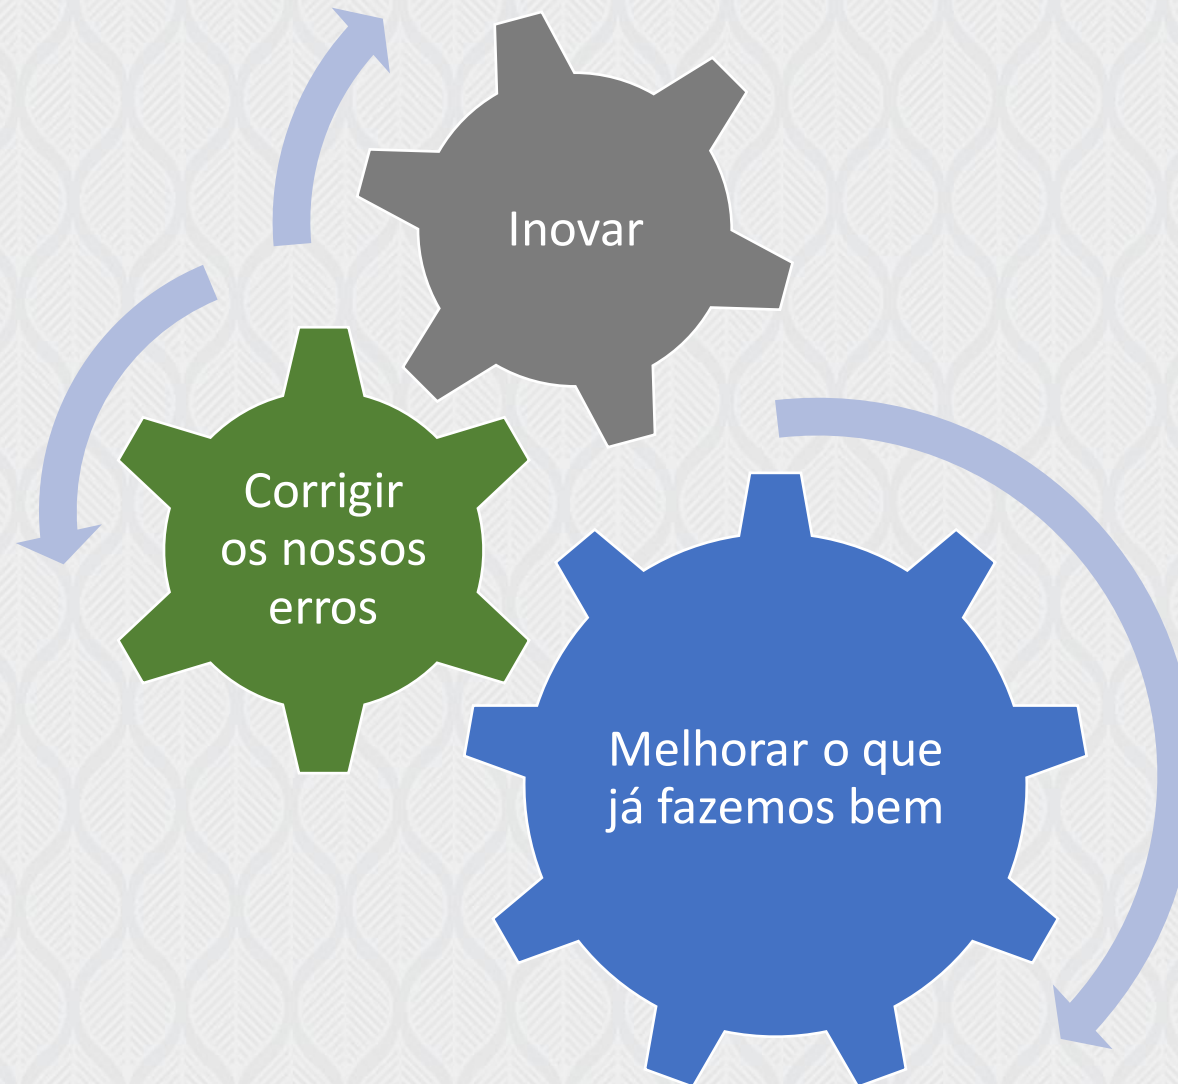 Inovar
Corrigir
os nossos
erros
Melhorar o que
já fazemos bem